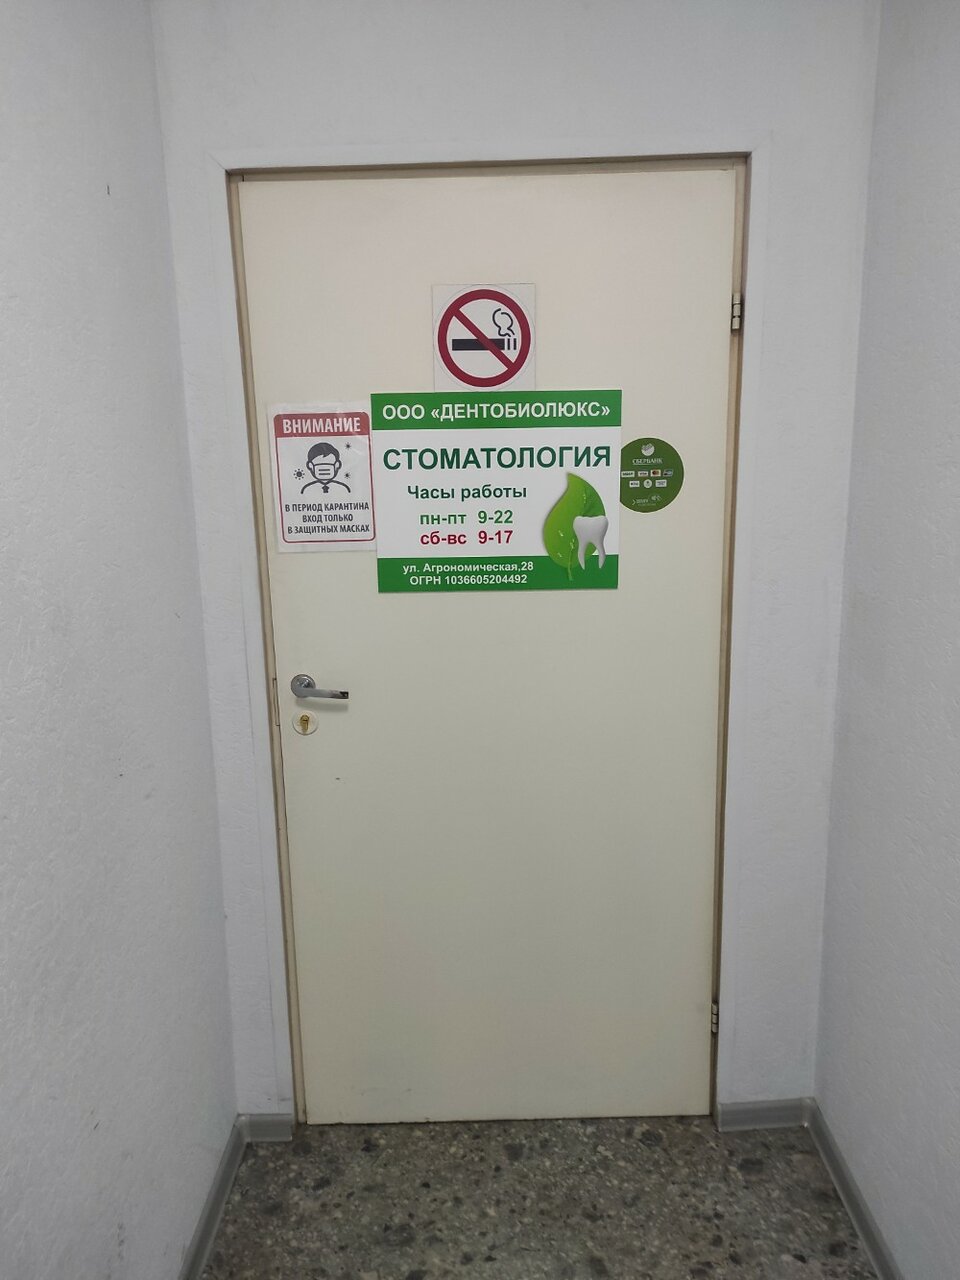 ВНИМАНИЕ
В ПЕРИОД КАРАНТИНА
ВХОД ТОЛЬКО
В ЗАЩИТНЫХ МАСКАХ
ООО «ДЕНТОБИОЛЮКС»
СТОМАТОЛОГИЯ
Часы работы
пн-пт 9-22
сб-вс 9-17
ул. Агрономическая,28
ОГРН 1036605204492
СБЕРБАНК